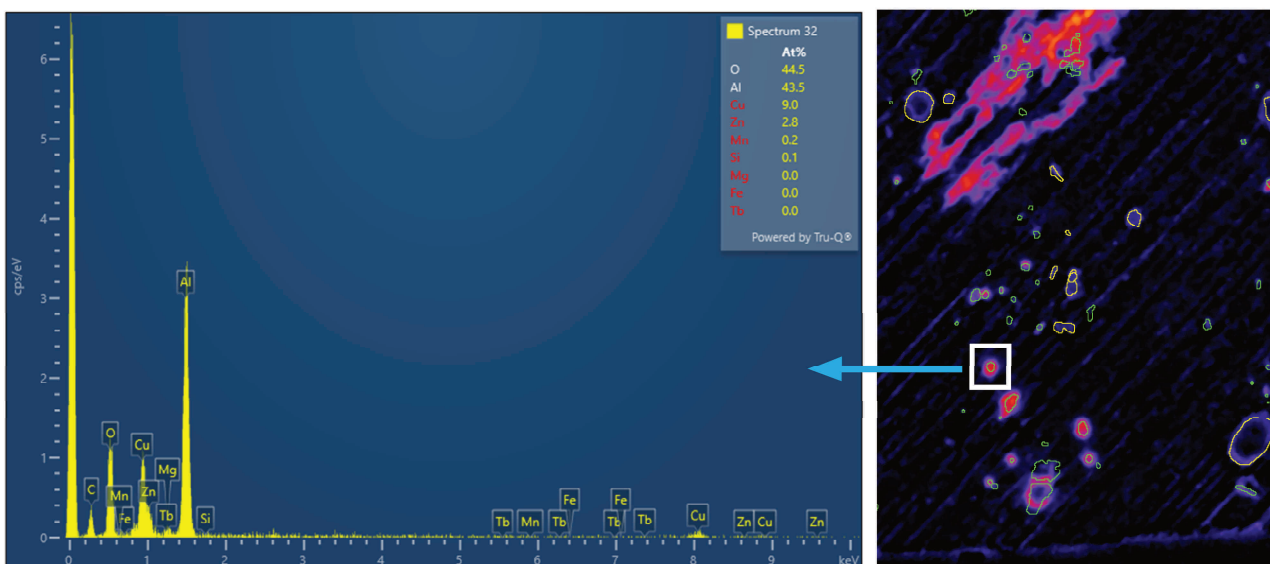 Spectrum 32
At%
O 44.5
Al 43.5
Cu 9.0
Zn 2.8
Mn 0.2
Si 0.1
Mg 0.0
Fe 0.0
Tb 0.0
Powered by Tru-Q®
cps/eV
6
5
4
3
2
1
0
Al
O
Cu
Mg
C
Mn
Zn
Fe
Tb
Si
Tb
Mn
Tb
Fe
Tb
Fe
Tb
Cu
Zn
Cu
Zn
0 1 2 3 4 5 6 7 8 9 keV